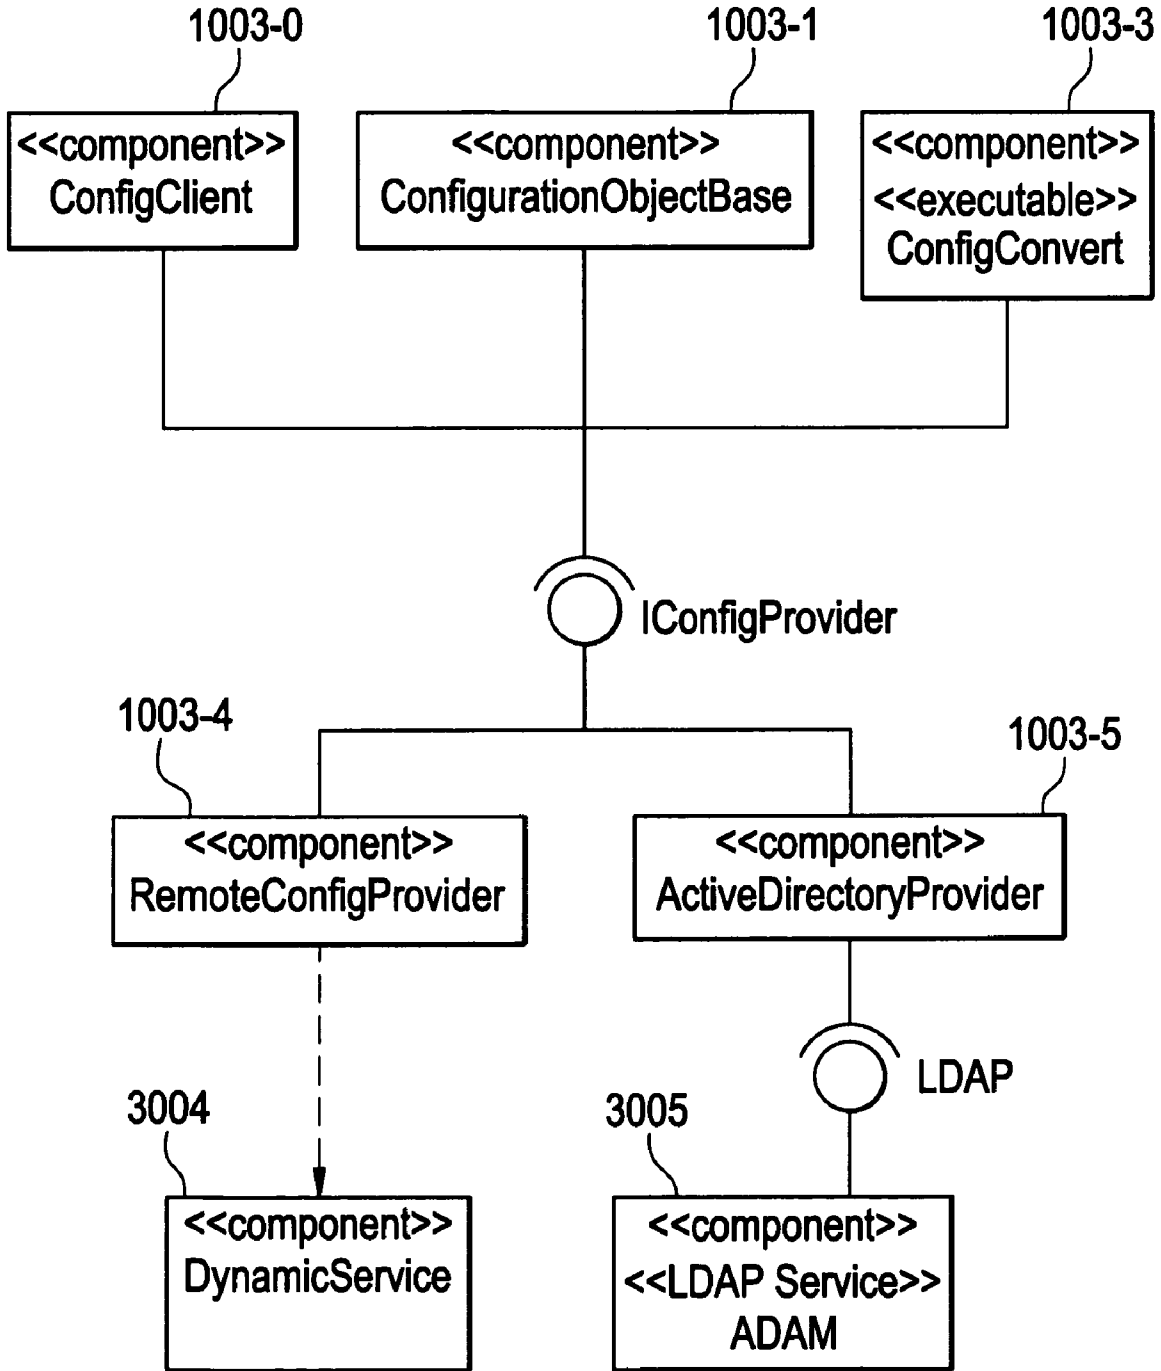 1003-0
1003-1
1003-3
<<component>>
ConfigClient
<<component>>
ConfigurationObjectBase
<<component>>
<<executable>>
ConfigConvert
IConfigProvider
1003-4
1003-5
<<component>>
RemoteConfigProvider
<<component>>
ActiveDirectoryProvider
LDAP
3004
3005
<<component>>
DynamicService
<<component>>
<<LDAP Service>>
ADAM